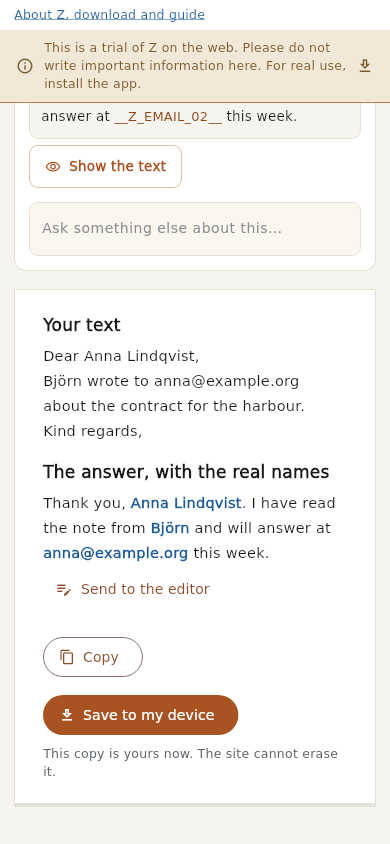 About Z, download and guide
This is a trial of Z on the web. Please do not
write important information here. For real use,
install the app.
answer at __Z_EMAIL_02__ this week.
Show the text
Ask something else about this...
Your text
Dear Anna Lindqvist,
Björn wrote to anna@example.org
about the contract for the harbour.
Kind regards,
The answer, with the real names
Thank you, Anna Lindqvist. I have read
the note from Björn and will answer at
anna@example.org this week.
Send to the editor
Copy
Save to my device
This copy is yours now. The site cannot erase
it.